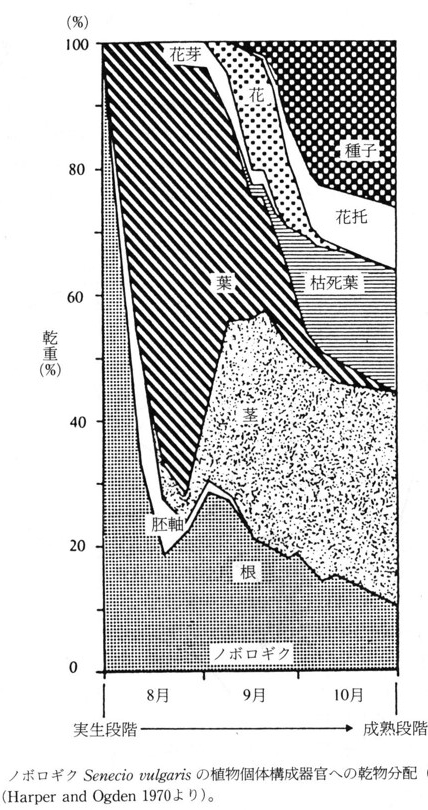 (%)
100
80
60
40
20
0
乾重(%)
花芽
花
種子
花托
葉
枯死葉
茎
胚軸
根
ノボロギク
8月 9月 10月
実生段階 成熟段階
ノボロギク Senecio vulgaris の植物個体構成器官への乾物分配(
(Harper and Ogden 1970より)。